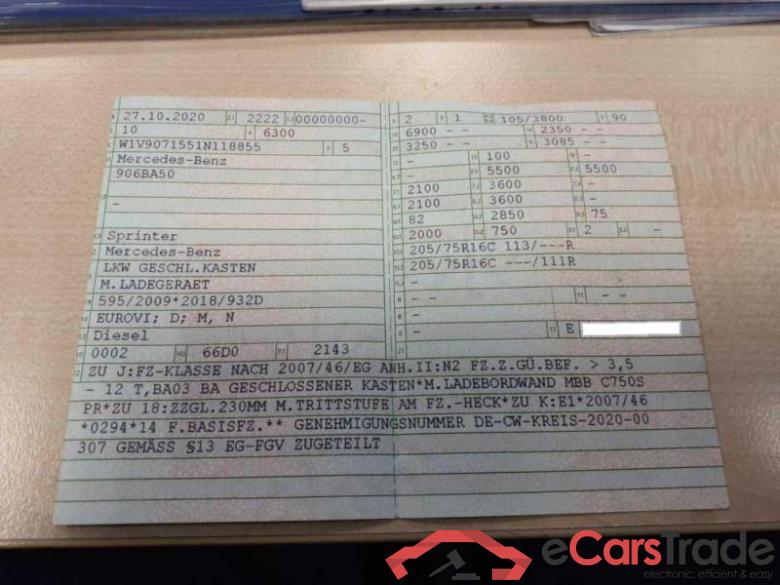 27.10.2020 2222 00000000-
10 6300
W1V9071551N118855 5
Mercedes-Benz
906BA50
-
Sprinter
Mercedes-Benz
LKW GESCHL.KASTEN
M.LADEGERAET
595/2009*2018/932D
EUROVI; D; M, N
Diesel
0002 66D0 2143
2 1 105/3800 90
6900 - - 2350 - -
3250 - - 3085 - -
- 100 -
- 5500 5500
2100 3600 -
2100 3600 -
82 2850 75
2000 750 2 -
205/75R16C 113/---R
205/75R16C ---/111R
-
- - - -
-
- E
ZU J:FZ-KLASSE NACH 2007/46/EG ANH.II:N2 FZ.Z.GÜ.BEF. > 3,5
- 12 T,BA03 BA GESCHLOSSENER KASTEN*M.LADEBORDWAND MBB C750S
PR*ZU 18:ZZGL.230MM M.TRITTSTUFE AM FZ.-HECK*ZU K:E1*2007/46
*0294*14 F.BASISFZ.** GENEHMIGUNGSNUMMER DE-CW-KREIS-2020-00
307 GEMÄSS §13 EG-FGV ZUGETEILT
eCarsTrade
electronic, efficient & easy